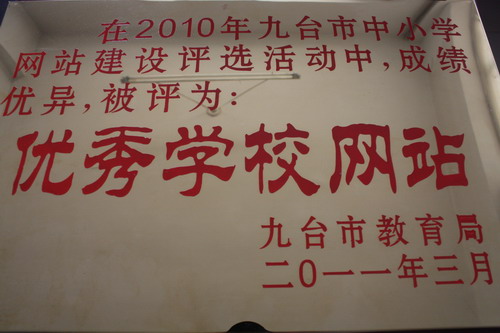 在2010年九台市中小学
网站建设评选活动中,成绩
优异,被评为:
优秀学校网站
九台市教育局
二〇一一年三月